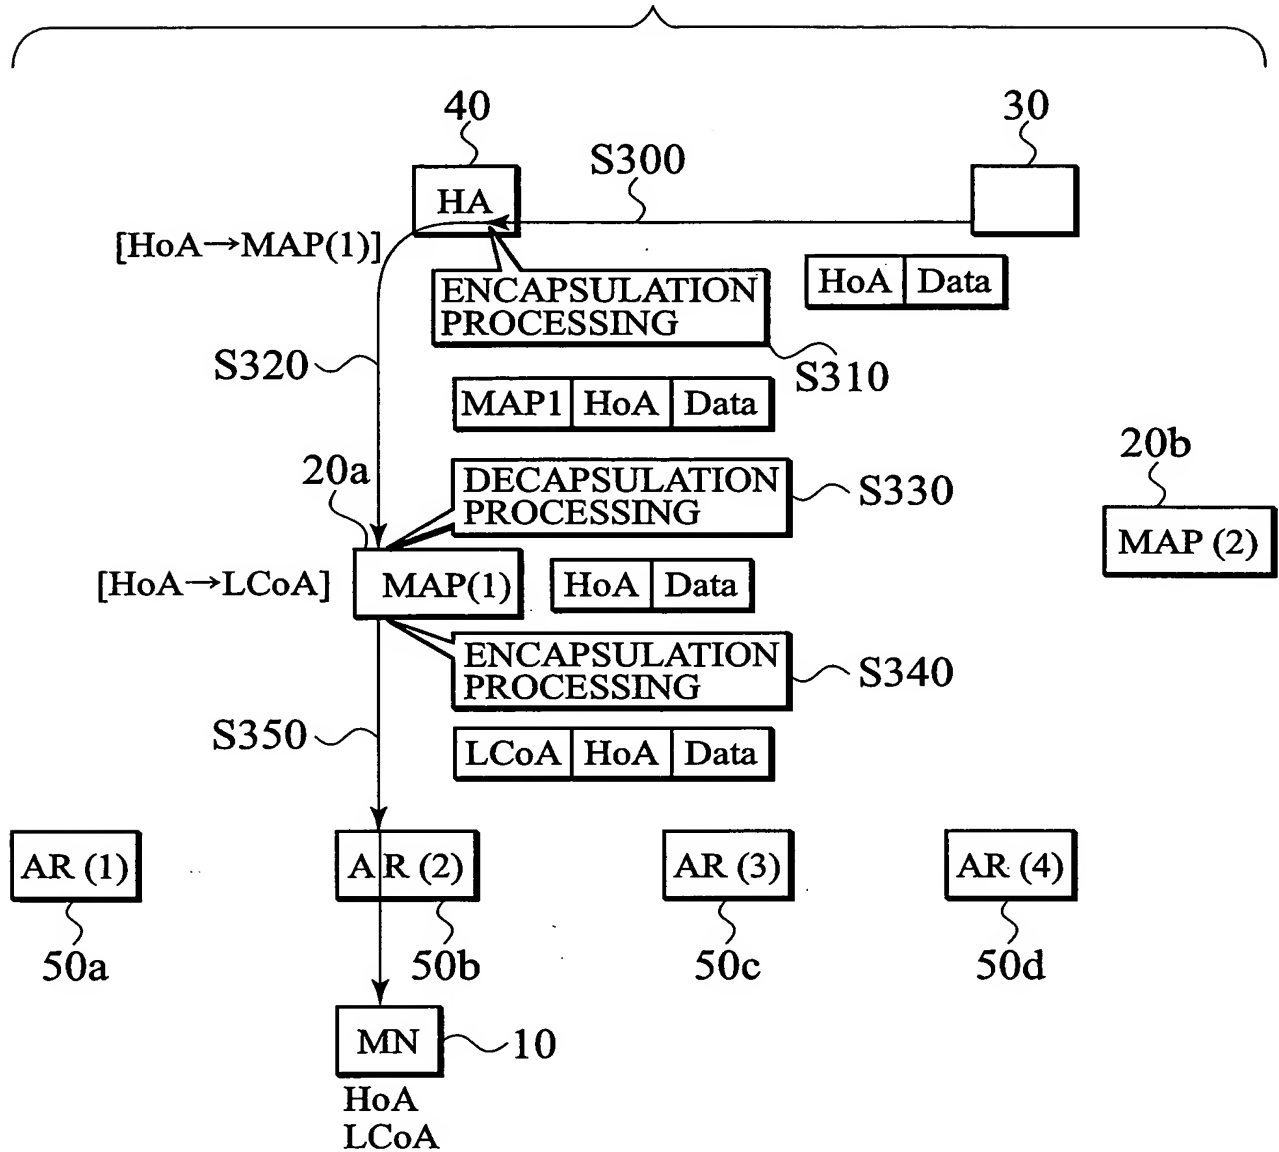 40
30
S300
HA
[HoA→MAP(1)]
HoA Data
ENCAPSULATION
PROCESSING
S320
S310
MAP1 HoA Data
20a
20b
DECAPSULATION
PROCESSING
S330
MAP (2)
[HoA→LCoA]
MAP(1)
HoA Data
ENCAPSULATION
PROCESSING
S340
S350
LCoA HoA Data
AR (1)
AR (2)
AR (3)
AR (4)
50a
50b
50c
50d
MN
10
HoA
LCoA